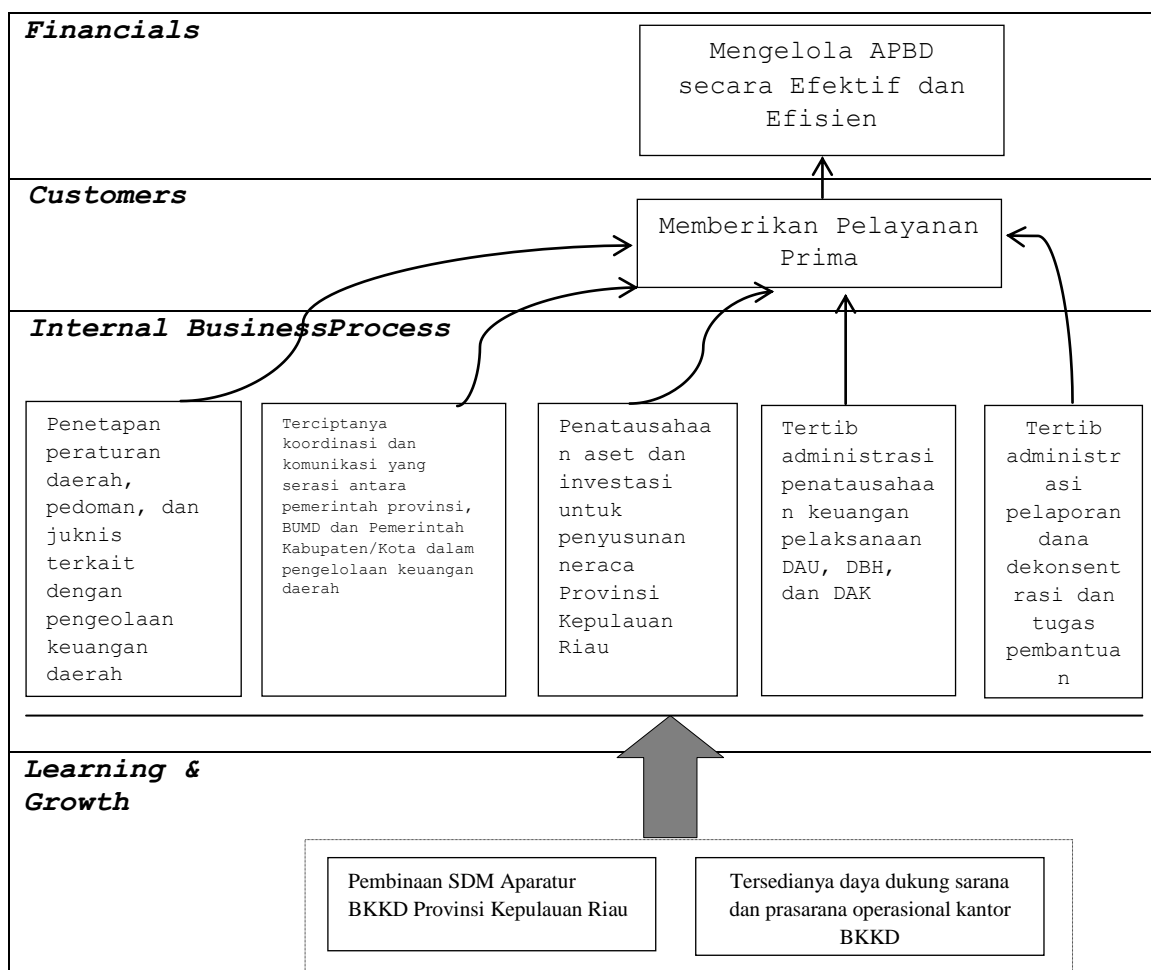 Financials
Mengelola APBD
secara Efektif dan
Efisien
Customers
Memberikan Pelayanan
Prima
Internal BusinessProcess
Penetapan
peraturan
daerah,
pedoman, dan
juknis
terkait
dengan
pengeolaan
keuangan
daerah
Terciptanya
koordinasi dan
komunikasi yang
serasi antara
pemerintah provinsi,
BUMD dan Pemerintah
Kabupaten/Kota dalam
pengelolaan keuangan
daerah
Penatausahaa
n aset dan
investasi
untuk
penyusunan
neraca
Provinsi
Kepulauan
Riau
Tertib
administrasi
penatausahaa
n keuangan
pelaksanaan
DAU, DBH,
dan DAK
Tertib
administr
asi
pelaporan
dana
dekonsent
rasi dan
tugas
pembantua
n
Learning &
Growth
Pembinaan SDM Aparatur
BKKD Provinsi Kepulauan Riau
Tersedianya daya dukung sarana
dan prasarana operasional kantor
BKKD